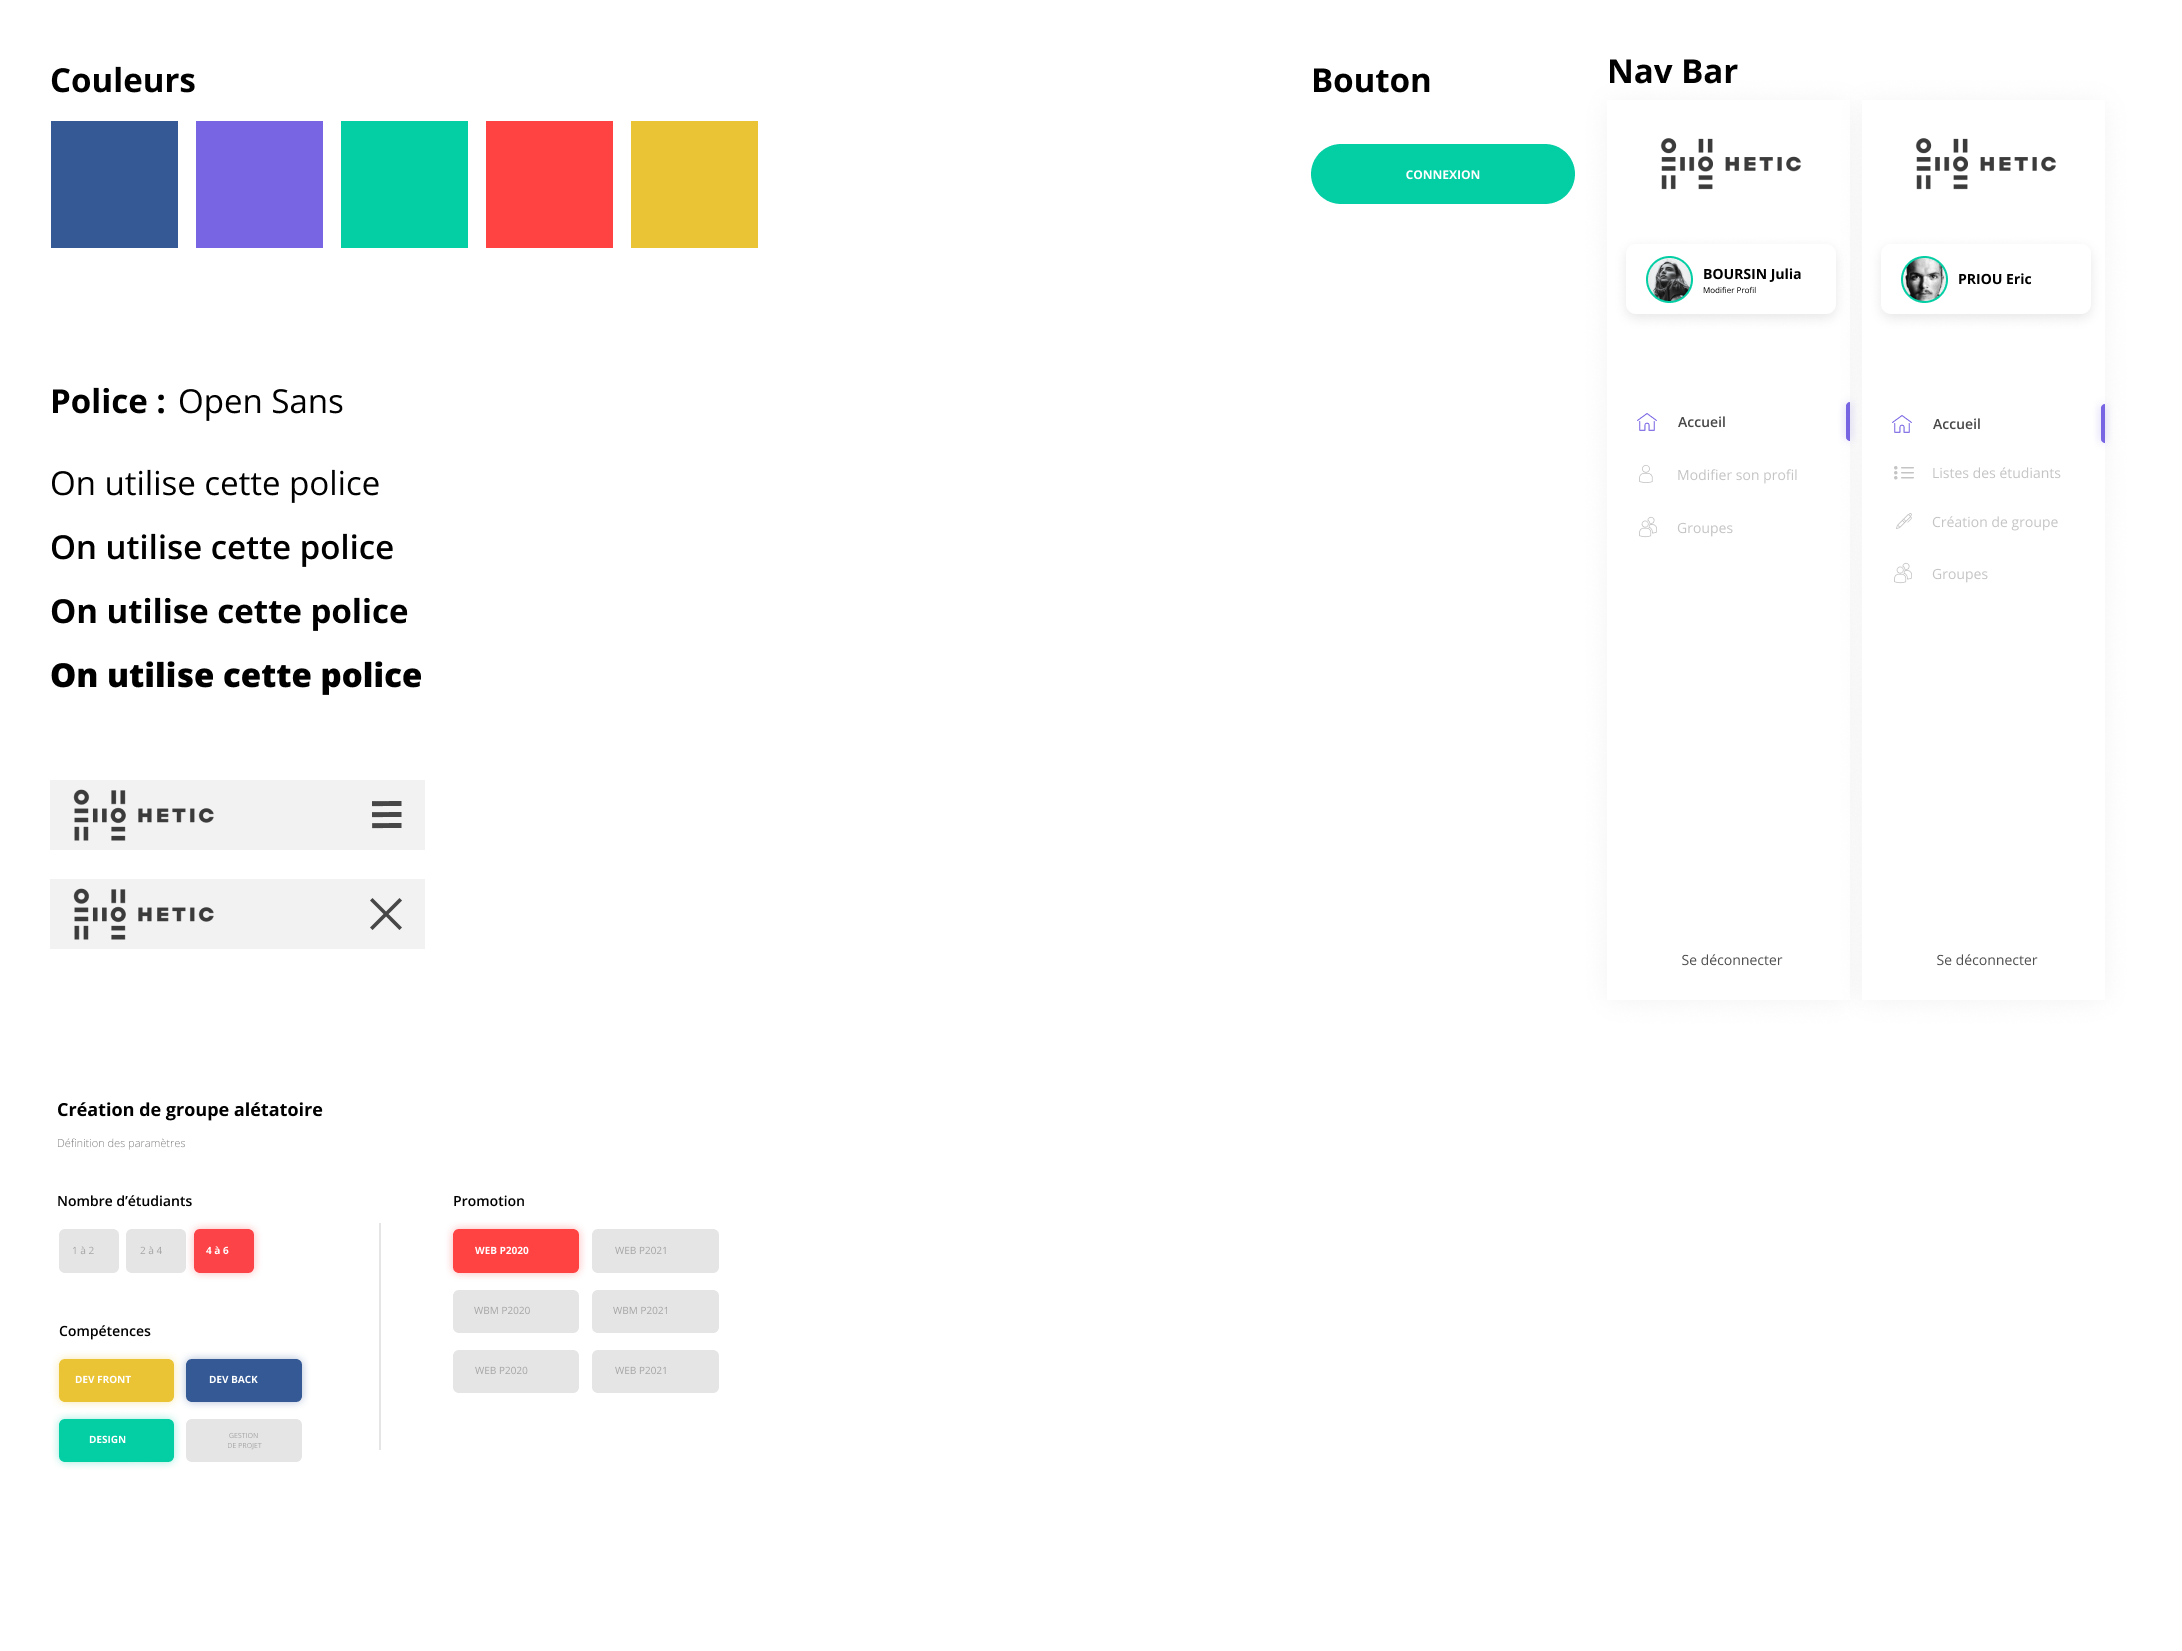 Couleurs
Bouton
Nav Bar
CONNEXION
HETIC
HETIC
BOURSIN Julia
Modifier Profil
PRIOU Eric
Police : Open Sans
On utilise cette police
On utilise cette police
On utilise cette police
On utilise cette police
Accueil
Modifier son profil
Groupes
Accueil
Listes des étudiants
Création de groupe
Groupes
HETIC
HETIC
Se déconnecter
Se déconnecter
Création de groupe alétatoire
Définition des paramètres
Nombre d’étudiants
1 à 2
2 à 4
4 à 6
Compétences
DEV FRONT
DEV BACK
DESIGN
GESTION
DE PROJET
Promotion
WEB P2020
WEB P2021
WBM P2020
WBM P2021
WEB P2020
WEB P2021